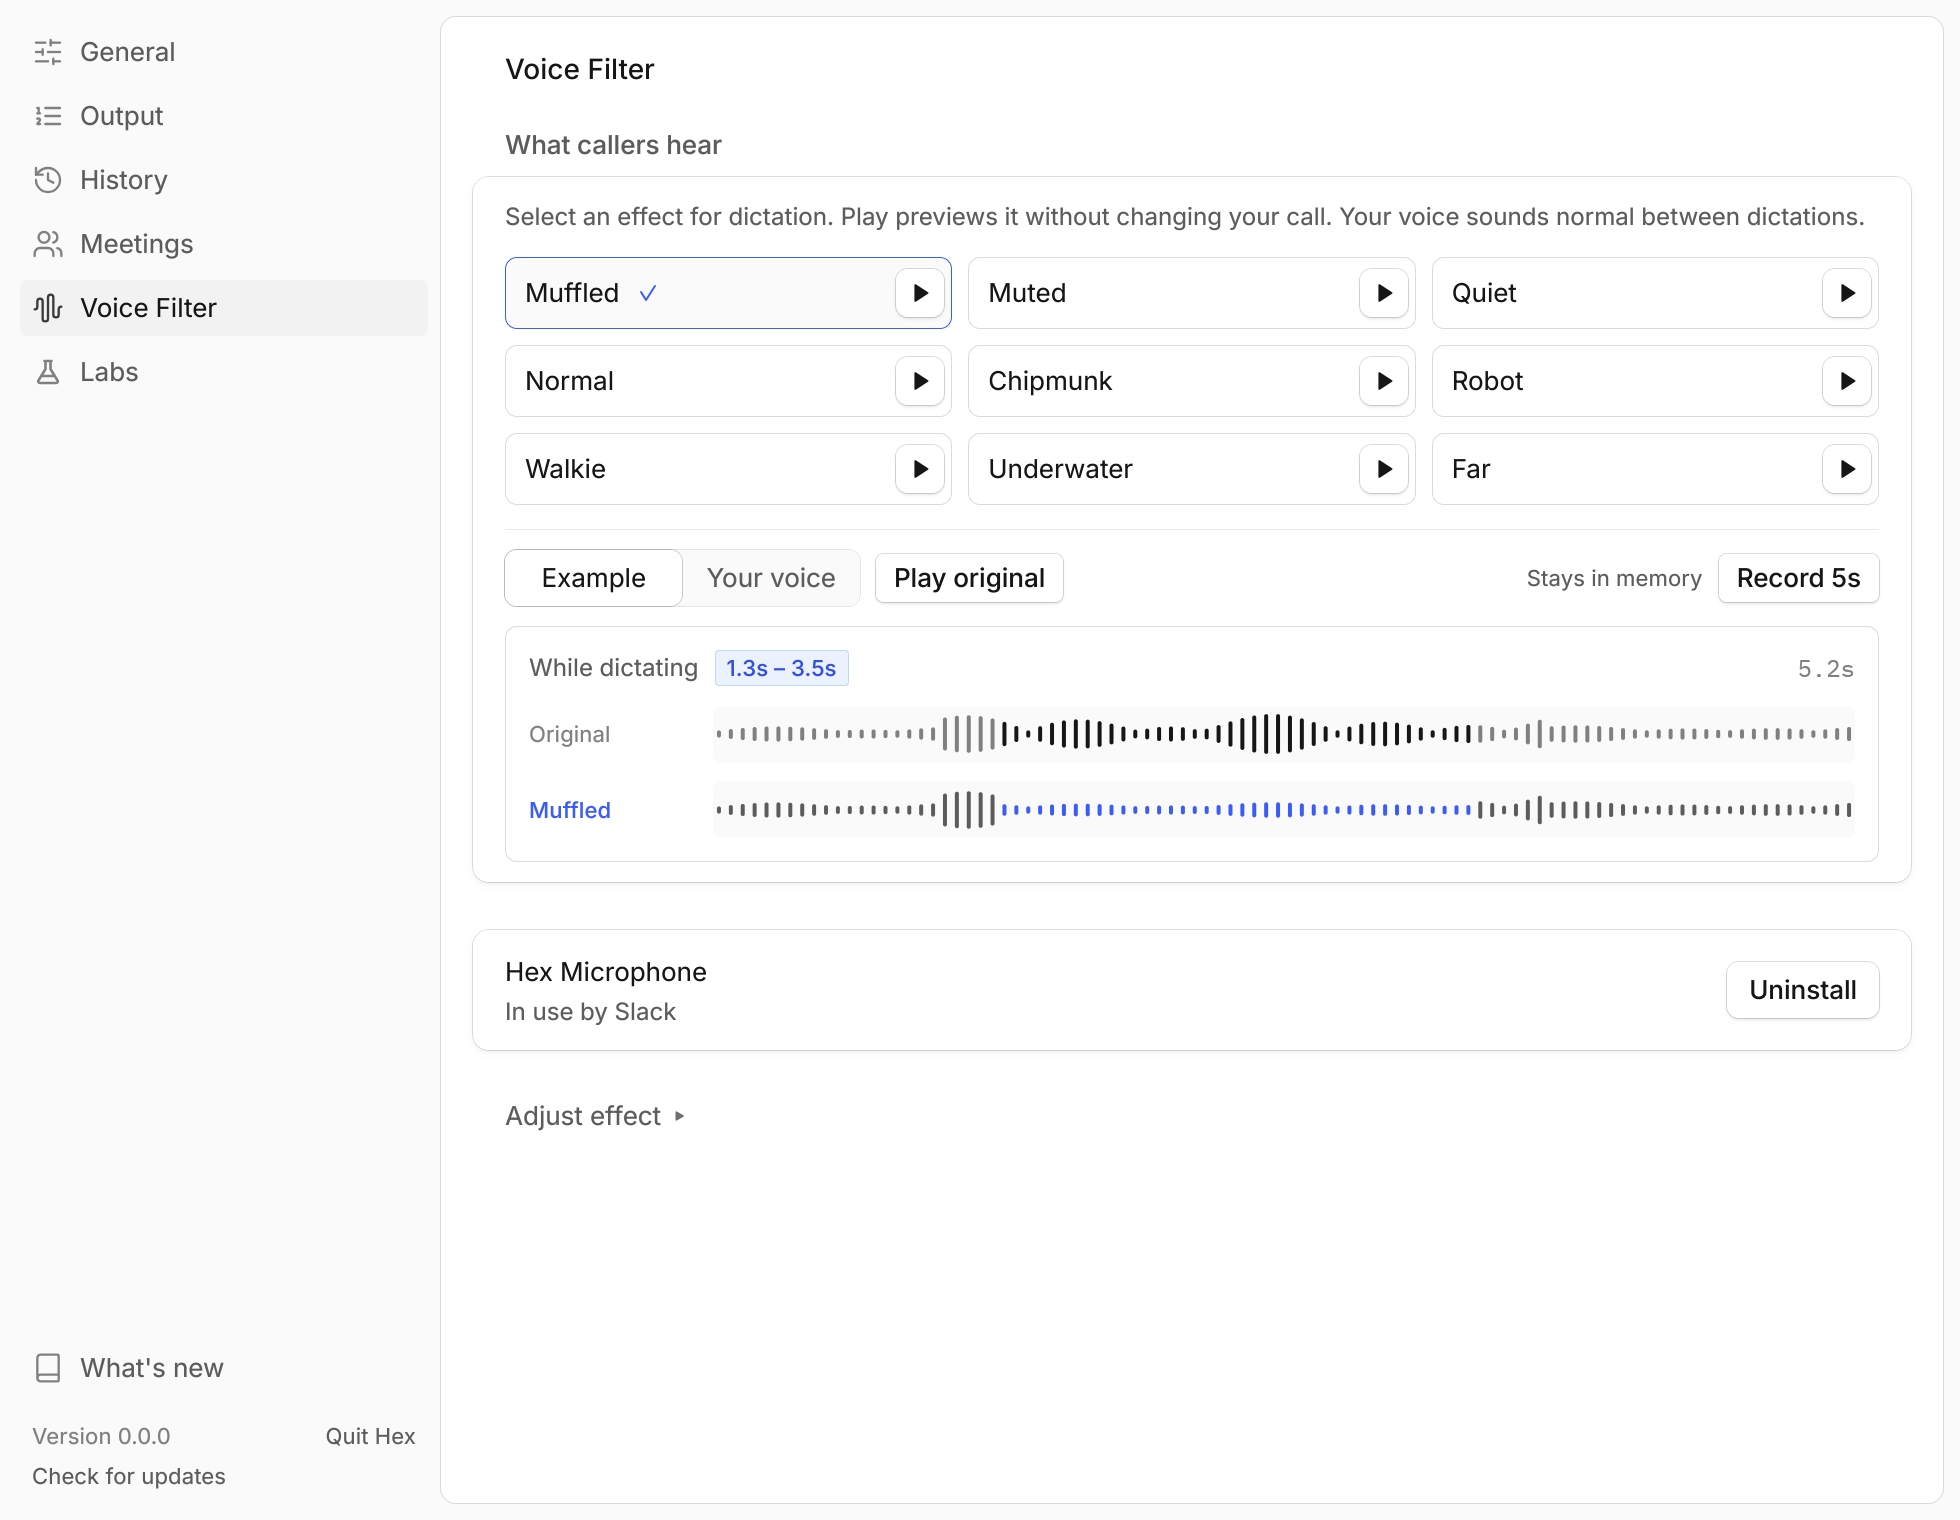 General
Output
History
Meetings
Voice Filter
Labs
What's new
Version 0.0.0
Quit Hex
Check for updates
Voice Filter
What callers hear
Select an effect for dictation. Play previews it without changing your call. Your voice sounds normal between dictations.
Muffled
Muted
Quiet
Normal
Chipmunk
Robot
Walkie
Underwater
Far
Example
Your voice
Play original
Stays in memory
Record 5s
While dictating
1.3s – 3.5s
5.2s
Original
Muffled
Hex Microphone
In use by Slack
Uninstall
Adjust effect